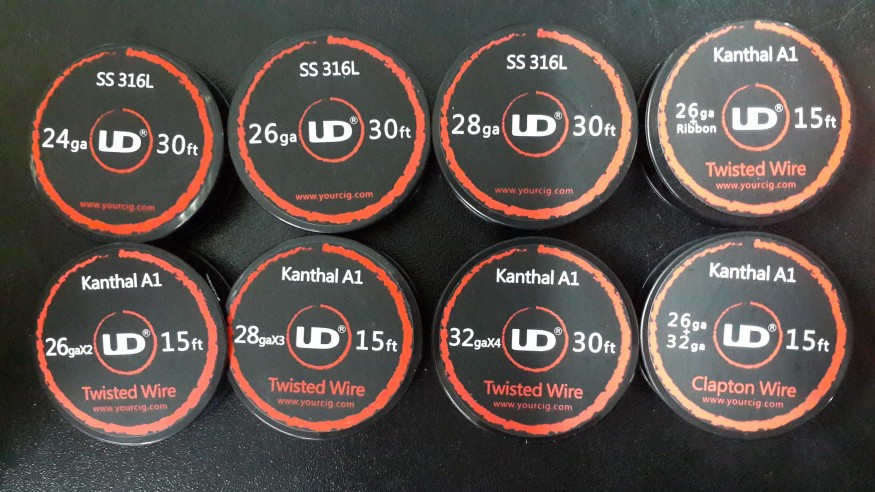 SS 316L
24ga UD® 30ft
www.yourcig.com
SS 316L
26ga UD® 30ft
www.yourcig.com
SS 316L
28ga UD® 30ft
www.yourcig.com
Kanthal A1
26ga
+
Ribbon
UD® 15ft
Twisted Wire
www.yourcig.com
Kanthal A1
26gaX2 UD® 15ft
Twisted Wire
www.yourcig.com
Kanthal A1
28gaX3 UD® 15ft
Twisted Wire
www.yourcig.com
Kanthal A1
32gaX4 UD® 30ft
Twisted Wire
www.yourcig.com
Kanthal A1
26ga
+
32ga
UD® 15ft
Clapton Wire
www.yourcig.com